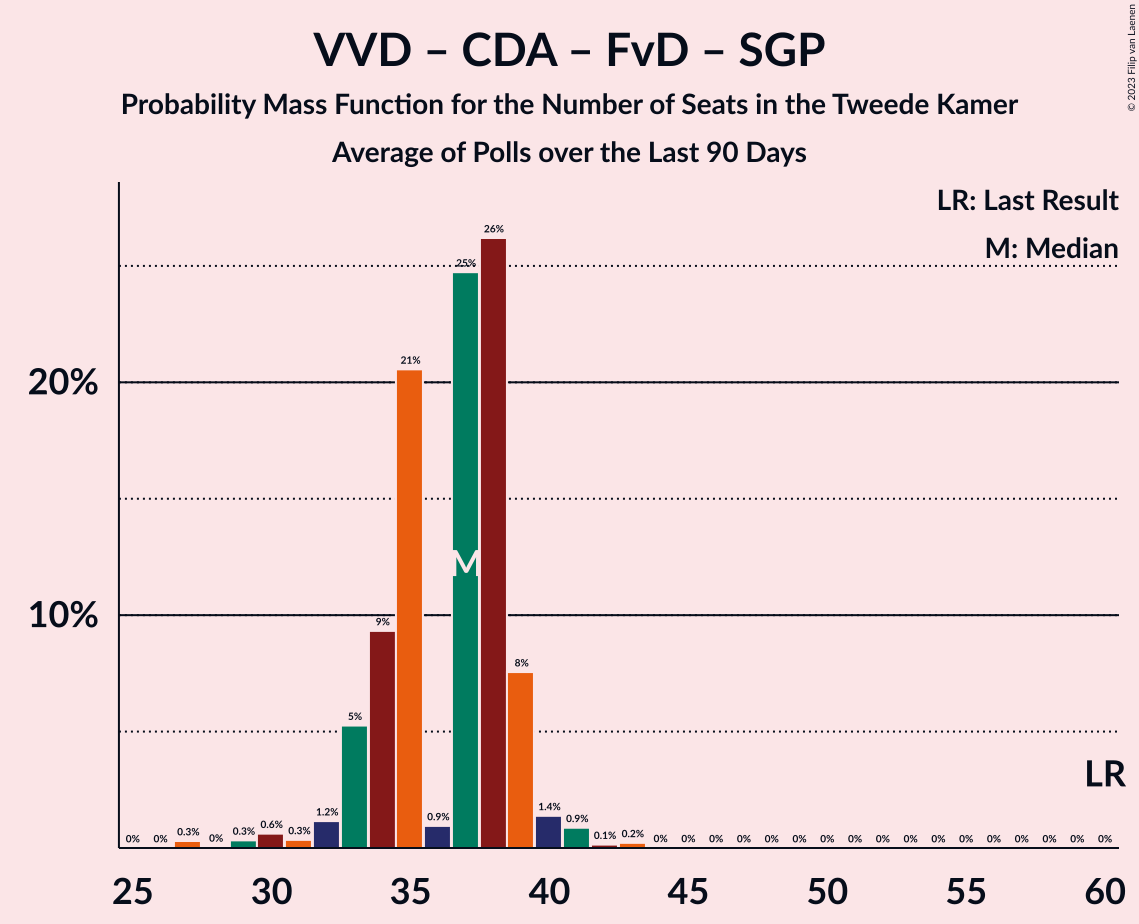 VVD – CDA – FvD – SGP
Probability Mass Function for the Number of Seats in the Tweede Kamer
Average of Polls over the Last 90 Days
© 2023 Filip van Laenen
LR: Last Result
M: Median
20%
10%
0% 0% 0.3% 0% 0.3% 0.6% 0.3% 1.2% 5% 9% 21% 0.9% 25% 26% 8% 1.4% 0.9% 0.1% 0.2% 0% 0% 0% 0% 0% 0% 0% 0% 0% 0% 0% 0% 0% 0% 0% 0% 0%
M
LR
25 30 35 40 45 50 55 60